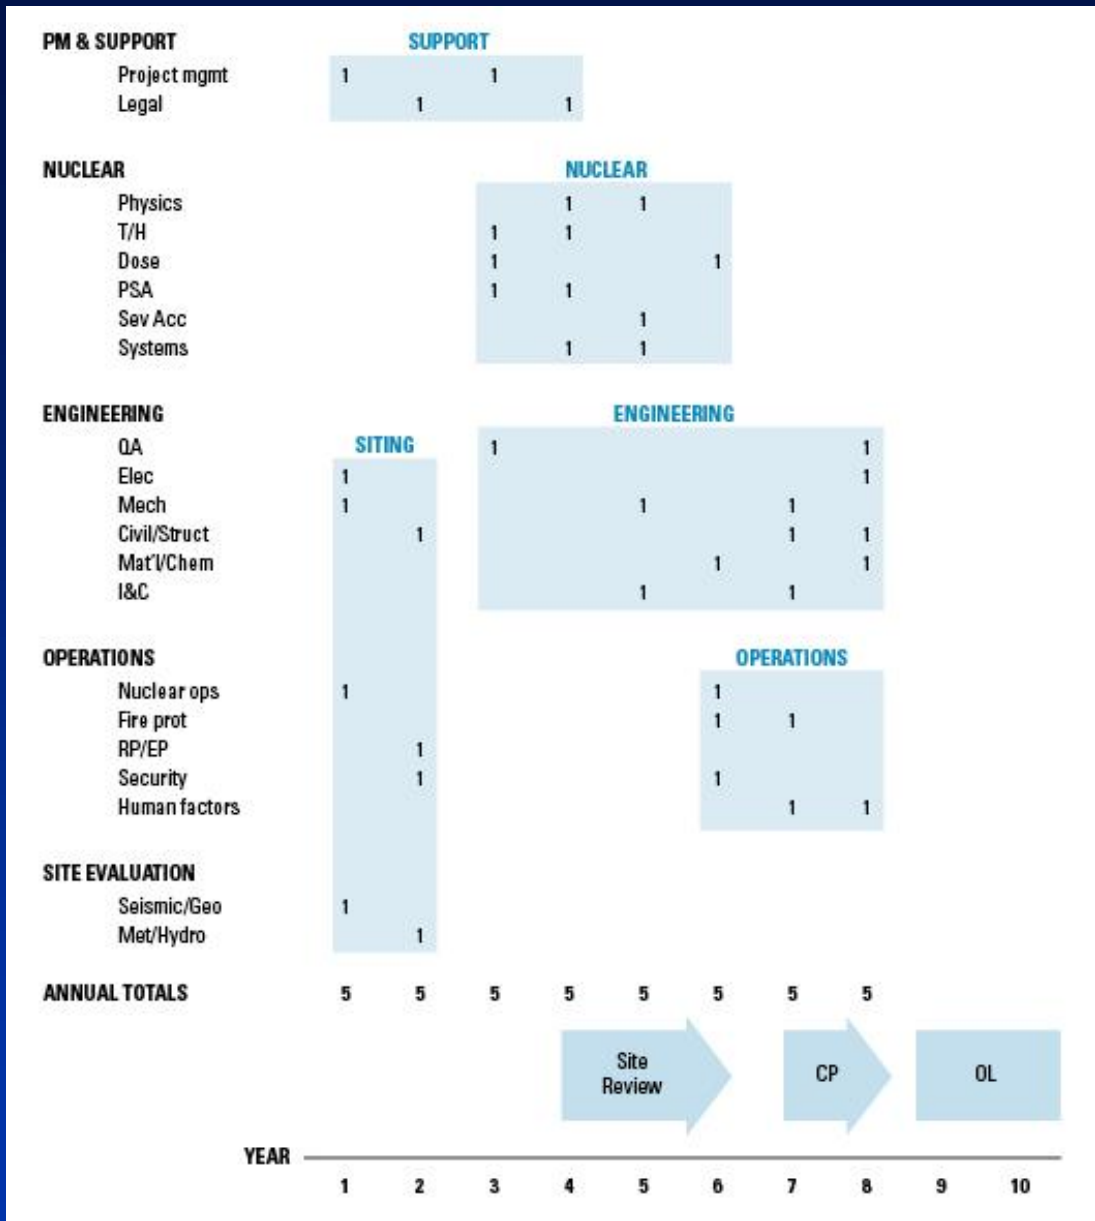 PM & SUPPORT SUPPORT
Project mgmt 1 1
Legal 1 1
NUCLEAR NUCLEAR
Physics 1 1
T/H 1 1
Dose 1 1
PSA 1 1
Sev Acc 1
Systems 1 1
ENGINEERING ENGINEERING
QA SITING 1 1
Elec 1 1
Mech 1 1 1
Civil/Struct 1 1 1
Mat'l/Chem 1 1
I&C 1 1
OPERATIONS OPERATIONS
Nuclear ops 1 1
Fire prot 1 1
RP/EP 1
Security 1 1
Human factors 1 1
SITE EVALUATION
Seismic/Geo 1
Met/Hydro 1
ANNUAL TOTALS 5 5 5 5 5 5 5 5
Site
Review CP OL
YEAR
1 2 3 4 5 6 7 8 9 10